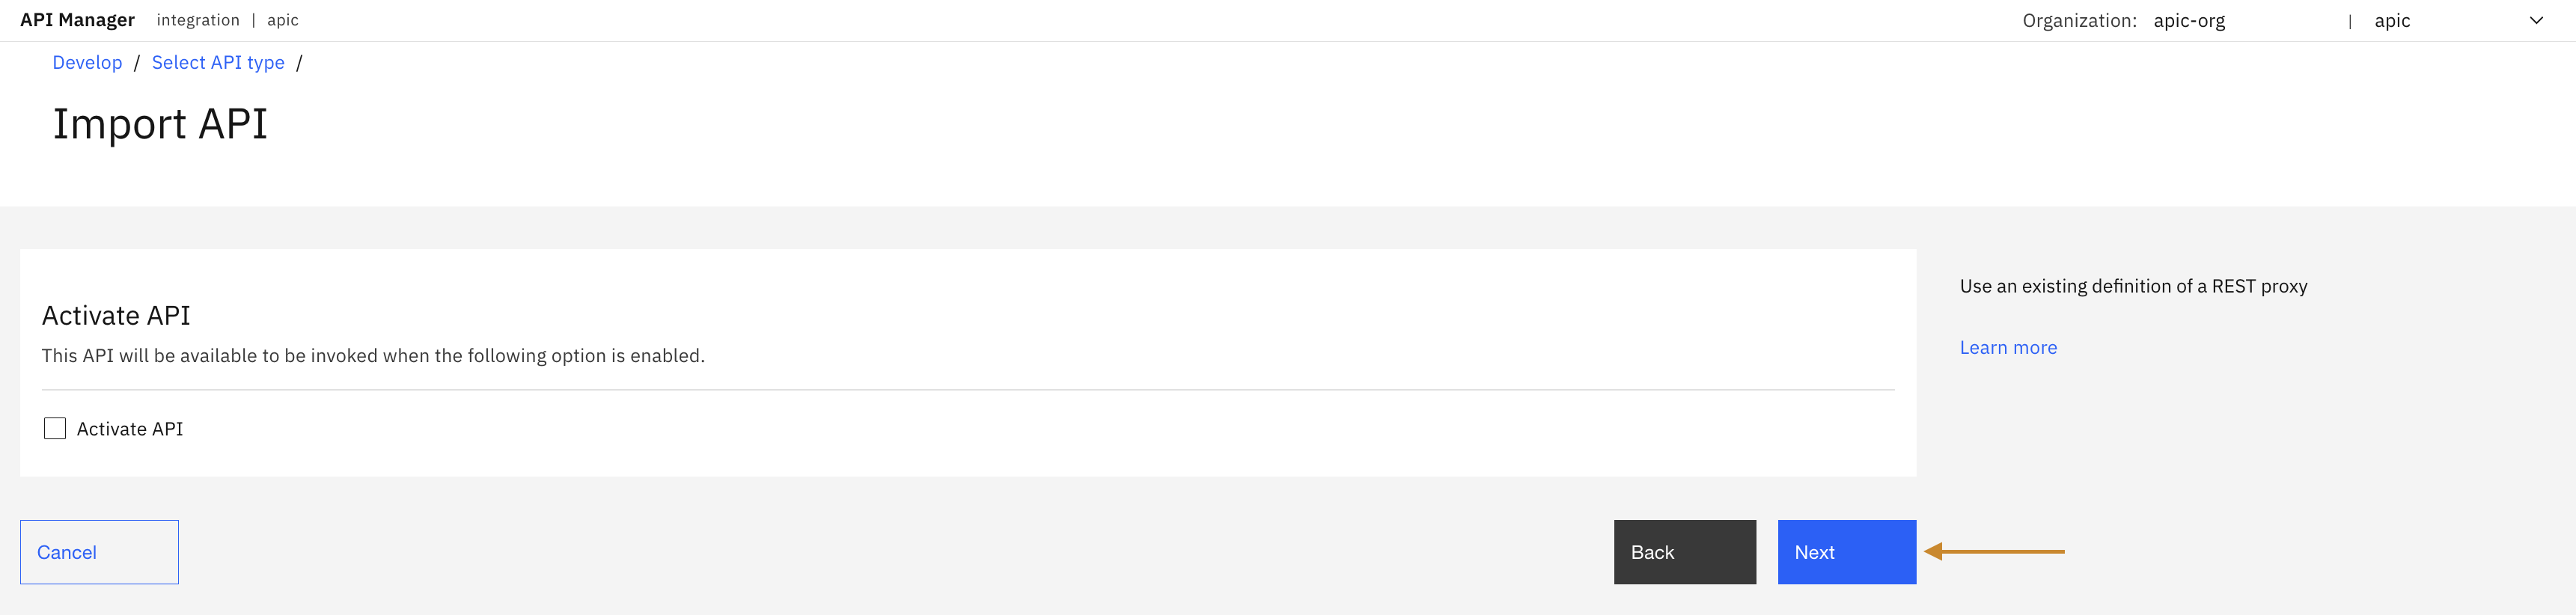 API Manager integration | apic Organization: apic-org | apic
Develop / Select API type /
Import API
Activate API
This API will be available to be invoked when the following option is enabled.
Activate API
Use an existing definition of a REST proxy
Learn more
Cancel Back Next